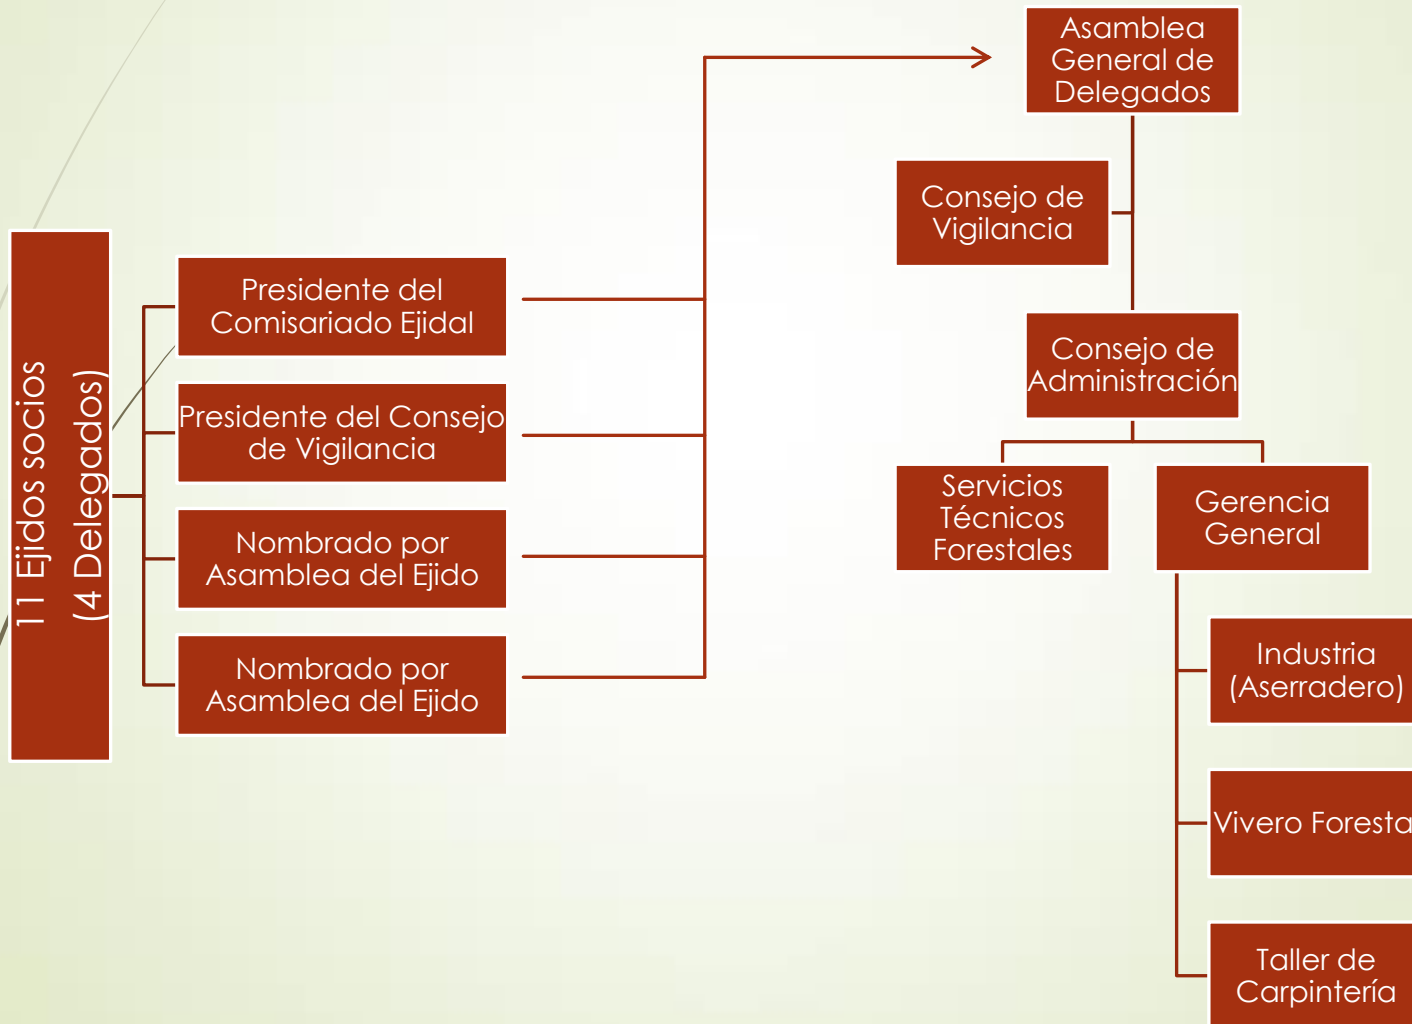 11 Ejidos socios
(4 Delegados)
Presidente del
Comisariado Ejidal
Presidente del Consejo
de Vigilancia
Nombrado por
Asamblea del Ejido
Nombrado por
Asamblea del Ejido
Asamblea
General de
Delegados
Consejo de
Vigilancia
Consejo de
Administración
Servicios
Técnicos
Forestales
Gerencia
General
Industria
(Aserradero)
Vivero Foresta
Taller de
Carpintería